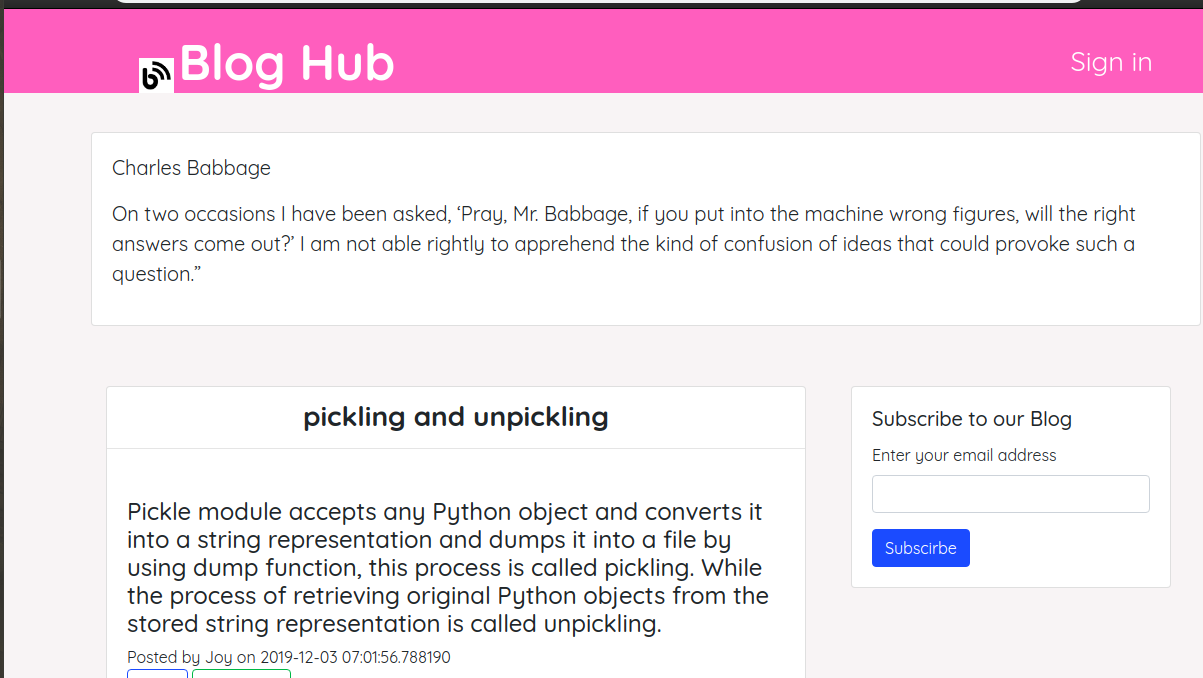 Blog Hub
Sign in
Charles Babbage
On two occasions I have been asked, ‘Pray, Mr. Babbage, if you put into the machine wrong figures, will the right
answers come out?’ I am not able rightly to apprehend the kind of confusion of ideas that could provoke such a
question.”
pickling and unpickling
Pickle module accepts any Python object and converts it
into a string representation and dumps it into a file by
using dump function, this process is called pickling. While
the process of retrieving original Python objects from the
stored string representation is called unpickling.
Posted by Joy on 2019-12-03 07:01:56.788190
Subscribe to our Blog
Enter your email address
Subscirbe